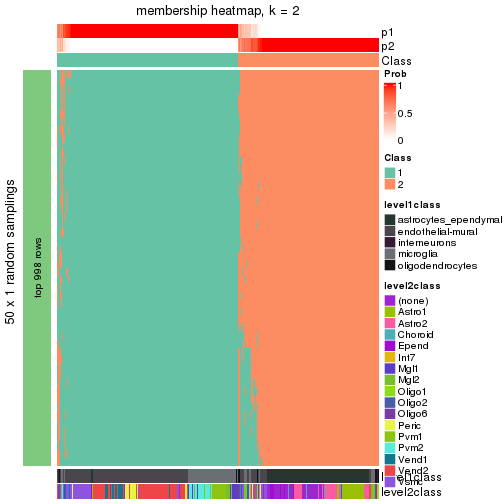 membership heatmap, k = 2
p1
p2
Class
50 x 1 random samplings
top 998 rows
Prob
1
0.5
0
Class
1
2
level1class
astrocytes_ependymal
endothelial-mural
interneurons
microglia
oligodendrocytes
level2class
(none)
Astro1
Astro2
Choroid
Epend
Int7
Mgl1
Mgl2
Oligo1
Oligo2
Oligo6
Peric
Pvm1
Pvm2
Vend1
Vend2
level1class
level2class